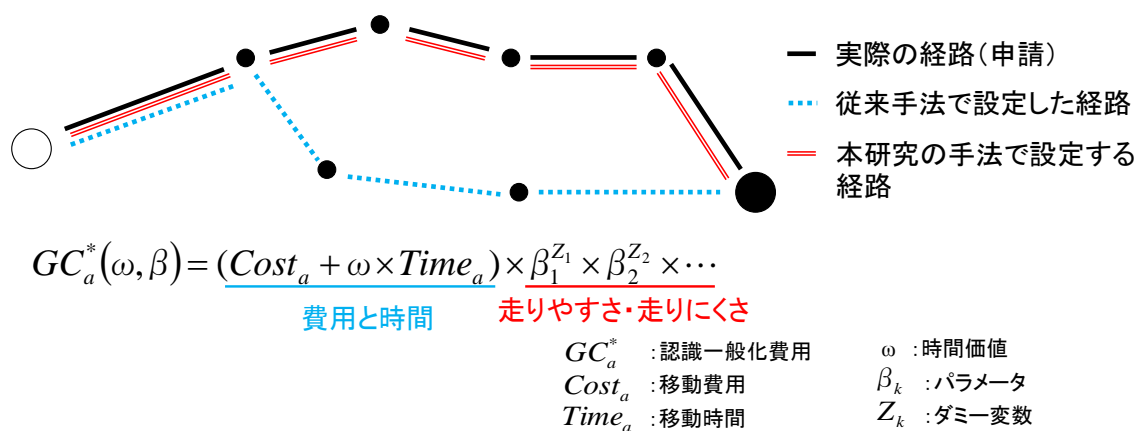 実際の経路(申請)
従来手法で設定した経路
本研究の手法で設定する
経路
GC*a(ω, β) = (Costa + ω × Timea) × β1^Z1 × β2^Z2 × ⋯
費用と時間
走りやすさ・走りにくさ
GC*a :認識一般化費用
Costa :移動費用
Timea :移動時間
ω :時間価値
βk :パラメータ
Zk :ダミー変数